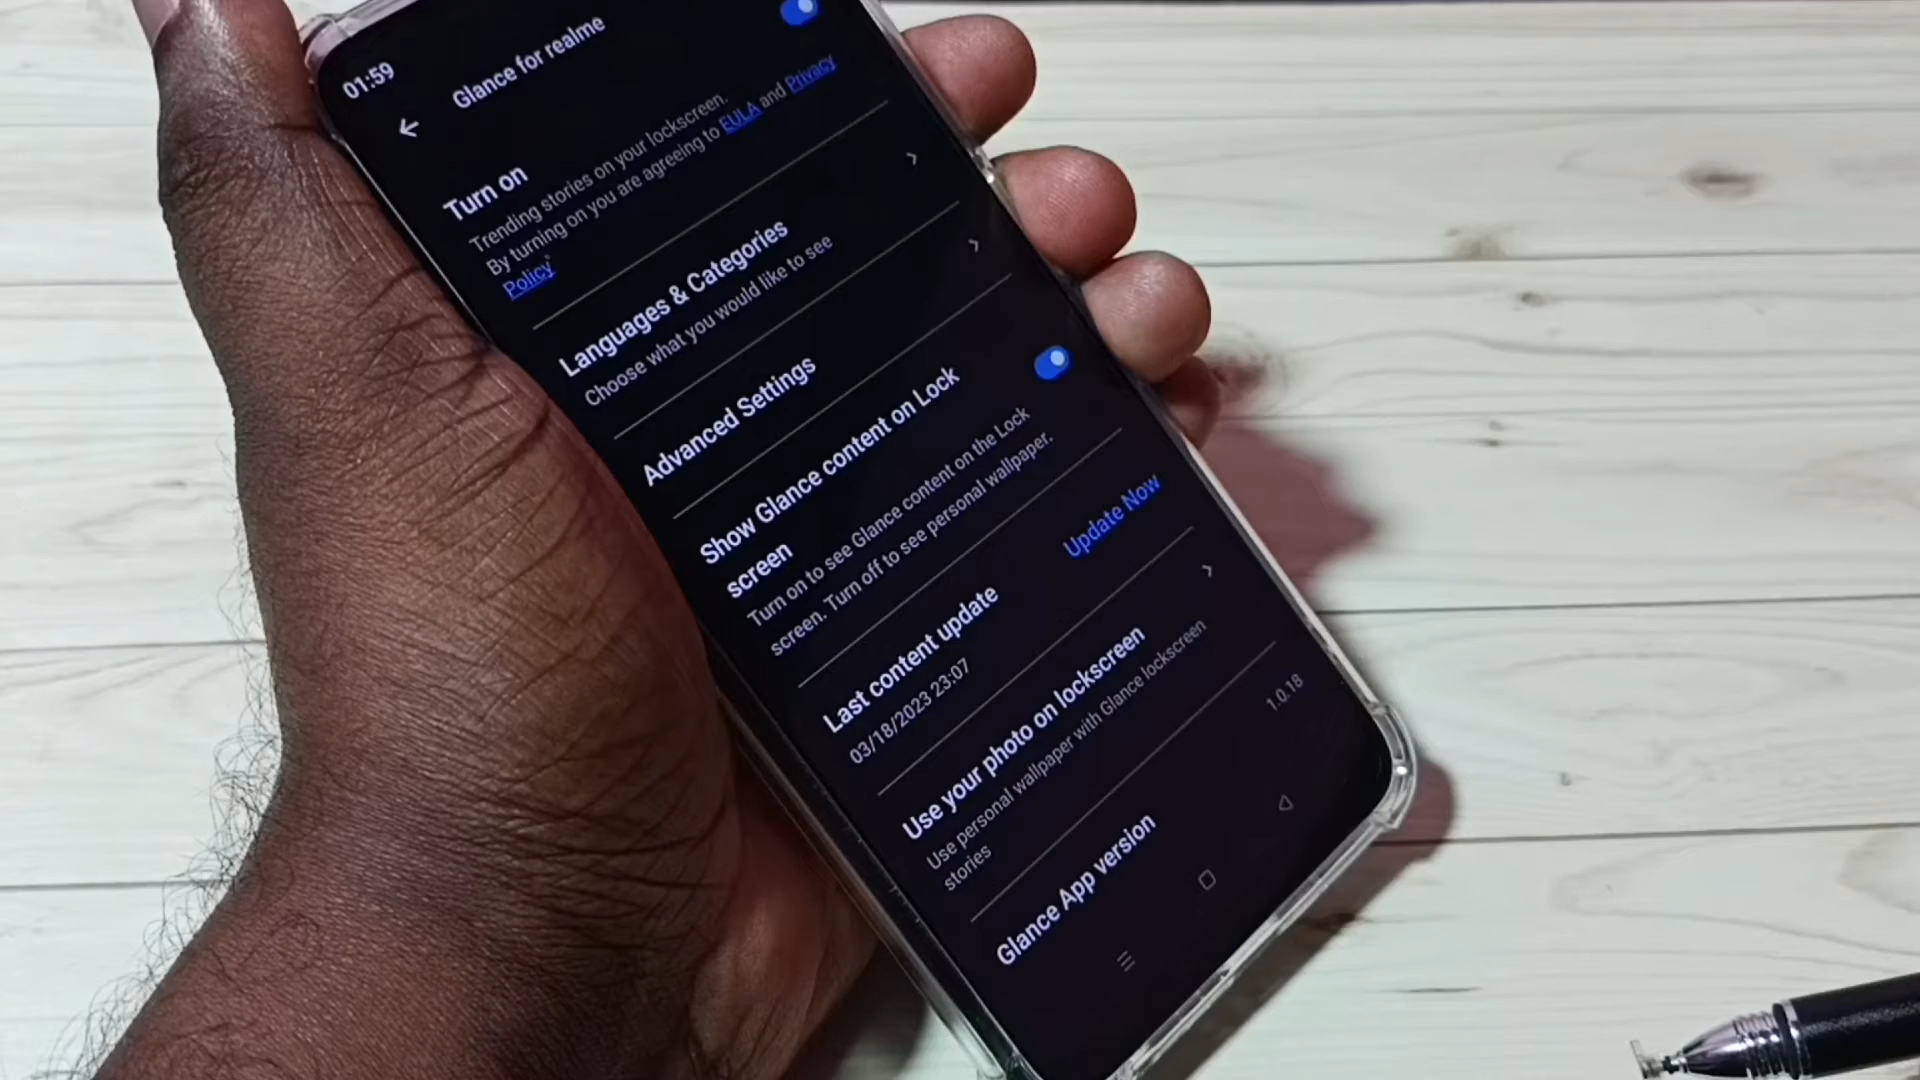 01:59
Glance for realme
Turn on
Trending stories on your lockscreen.
By turning on you are agreeing to EULA and Privacy
Policy
Languages & Categories
Choose what you would like to see
Advanced Settings
Show Glance content on Lock
screen
Turn on to see Glance content on the Lock
screen. Turn off to see personal wallpaper.
Last content update
03/18/2023 23:07
Update Now
Use your photo on lockscreen
Use personal wallpaper with Glance lockscreen
stories
Glance App version
1.0.18